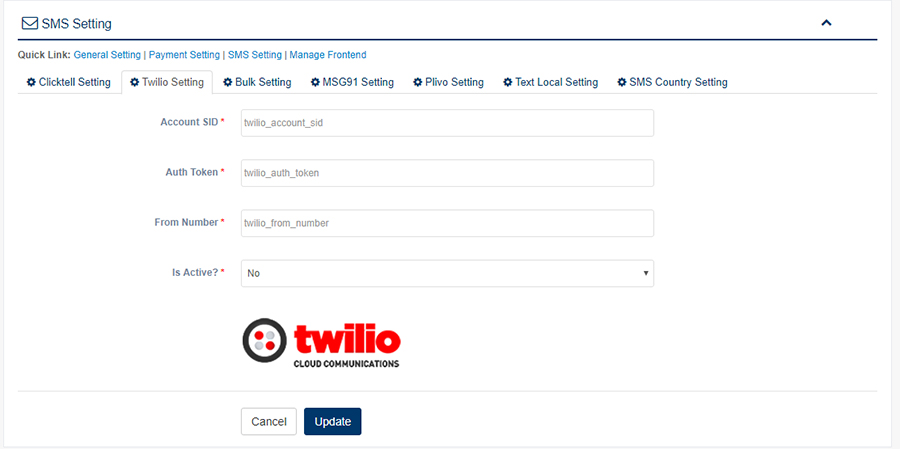 SMS Setting
Quick Link: General Setting | Payment Setting | SMS Setting | Manage Frontend
Clicktell Setting Twilio Setting Bulk Setting MSG91 Setting Plivo Setting Text Local Setting SMS Country Setting
Account SID * twilio_account_sid
Auth Token * twilio_auth_token
From Number * twilio_from_number
Is Active? * No
twilio
CLOUD COMMUNICATIONS
Cancel Update